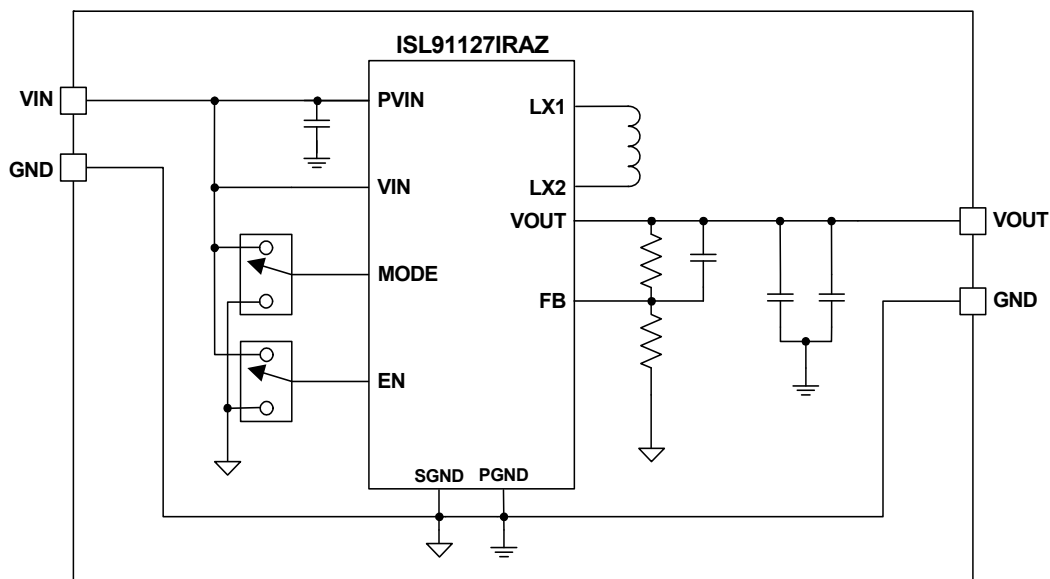 ISL91127IRAZ
VIN
PVIN
LX1
GND
VIN
LX2
VOUT
VOUT
MODE
FB
GND
EN
SGND PGND